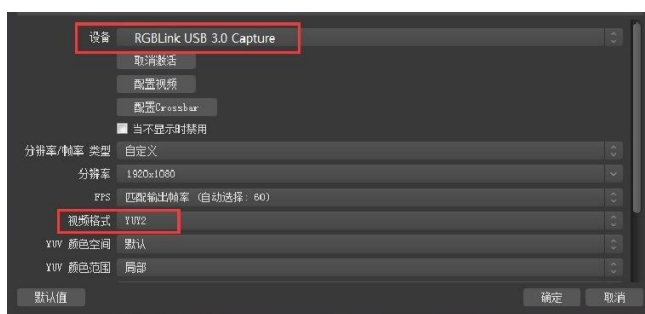 设备 RGBLink USB 3.0 Capture
取消激活
配置视频
配置Crossbar
当不显示时禁用
分辨率/帧率 类型 自定义
分辨率 1920x1080
FPS 匹配输出帧率 (自动选择: 60)
视频格式 YUY2
YUV 颜色空间 默认
YUV 颜色范围 局部
默认值 确定 取消